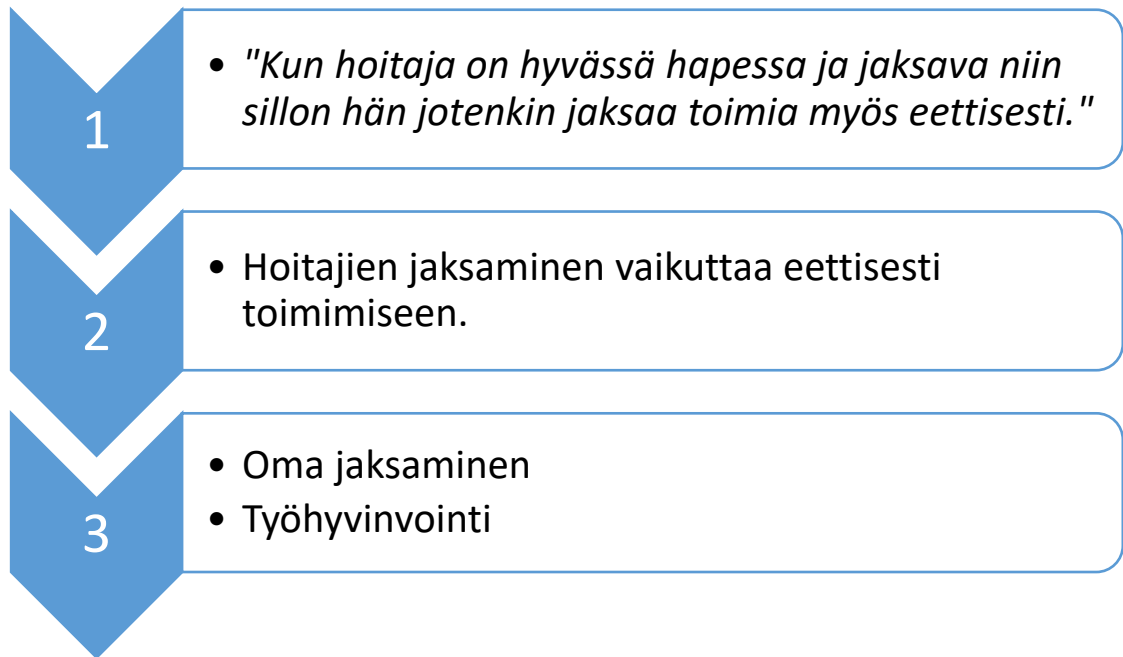 1
• "Kun hoitaja on hyvässä hapessa ja jaksava niin
sillon hän jotenkin jaksaa toimia myös eettisesti."
2
• Hoitajien jaksaminen vaikuttaa eettisesti
toimimiseen.
3
• Oma jaksaminen
• Työhyvinvointi